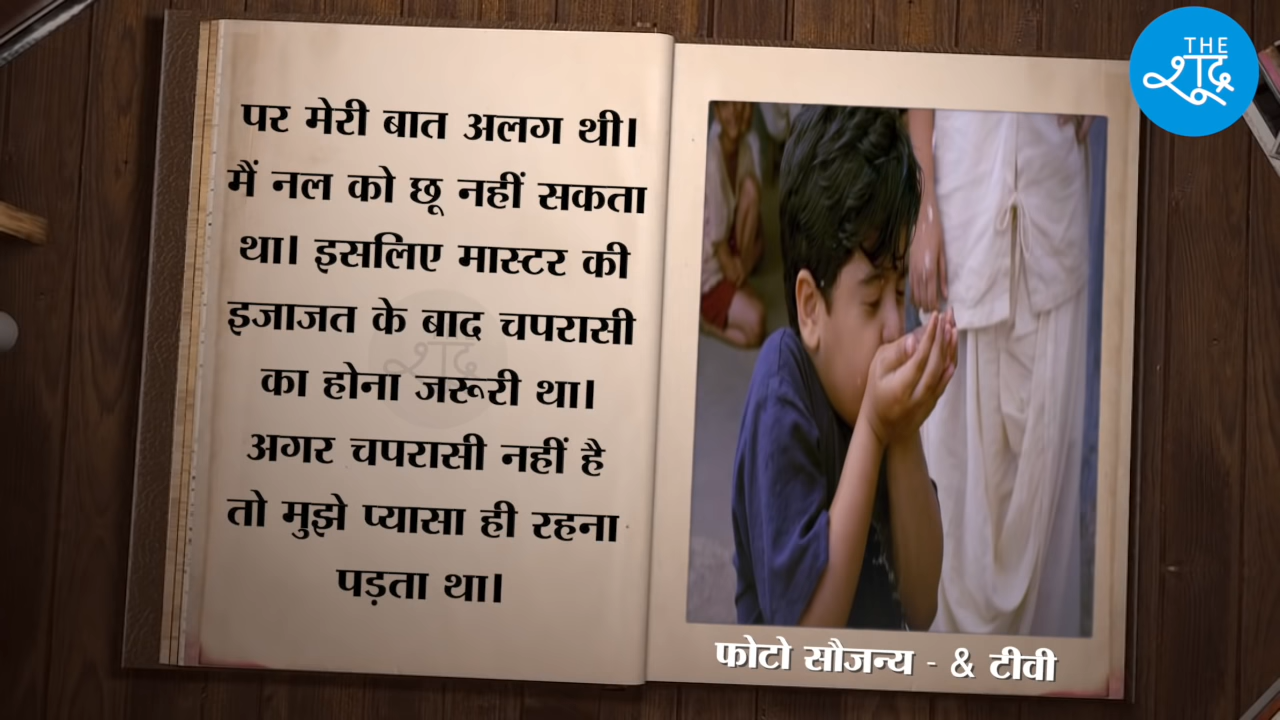 पर मेरी बात अलग थी।
मैं नल को छू नहीं सकता
था। इसलिए मास्टर की
इजाजत के बाद चपरासी
का होना जरूरी था।
अगर चपरासी नहीं है
तो मुझे प्यासा ही रहना
पड़ता था।
THE
शूद्र
फोटो सौजन्य - & टीवी